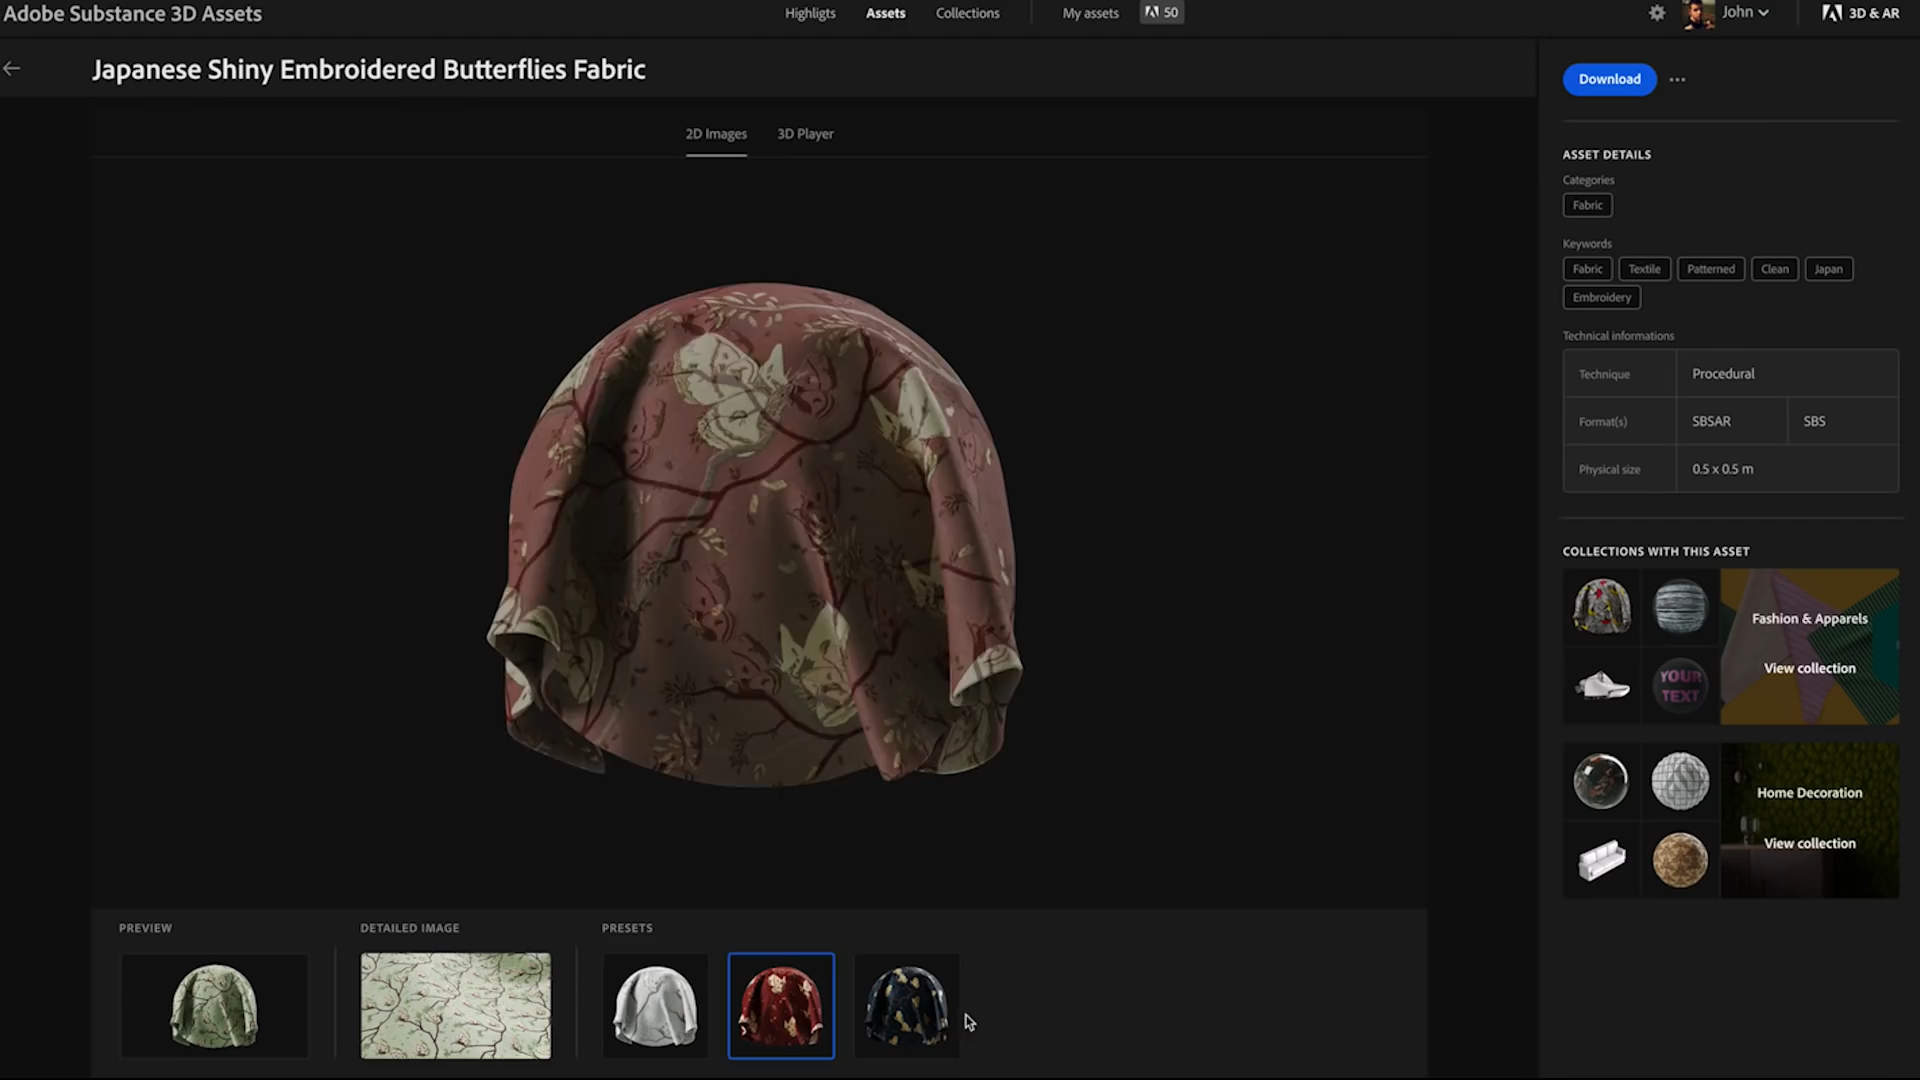 Adobe Substance 3D Assets
Highligts Assets Collections My assets 50
John
3D & AR
Japanese Shiny Embroidered Butterflies Fabric
2D Images 3D Player
Download
ASSET DETAILS
Categories
Fabric
Keywords
Fabric Textile Patterned Clean Japan
Embroidery
Technical informations
Technique Procedural
Format(s) SBSAR SBS
Physical size 0.5 x 0.5 m
COLLECTIONS WITH THIS ASSET
Fashion & Apparels
View collection
YOUR
TEXT
Home Decoration
View collection
PREVIEW DETAILED IMAGE PRESETS